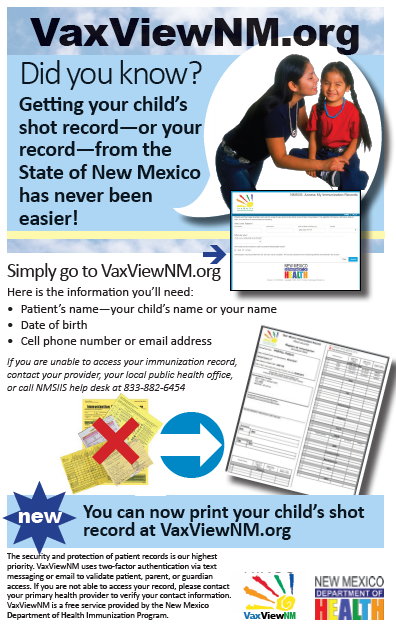 VaxViewNM.org
Did you know?
Getting your child's
shot record—or your
record—from the
State of New Mexico
has never been
easier!
NEW MEXICO
HEALTH
Simply go to VaxViewNM.org
Here is the information you'll need:
• Patient's name—your child's name or your name
• Date of birth
• Cell phone number or email address
If you are unable to access your immunization record,
contact your provider, your local public health office,
or call NMSIIS help desk at 833-882-6454
new
You can now print your child's shot
record at VaxViewNM.org
The security and protection of patient records is our highest
priority. VaxViewNM uses two-factor authentication via text
messaging or email to validate patient, parent, or guardian
access. If you are not able to access your record, please contact
your primary health provider to verify your contact information.
VaxViewNM is a free service provided by the New Mexico
Department of Health Immunization Program.
VaxViewNM
NEW MEXICO
DEPARTMENT OF
HEALTH